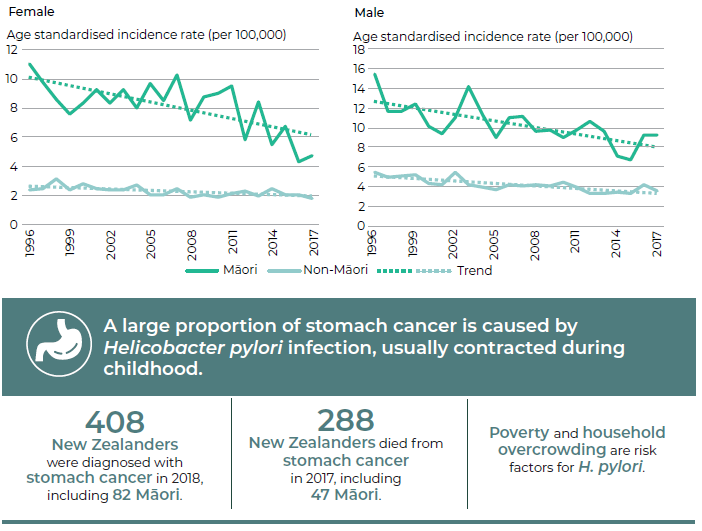 Female
Age standardised incidence rate (per 100,000)
12
10
8
6
4
2
0
1996
1999
2002
2005
2008
2011
2014
2017
Male
Age standardised incidence rate (per 100,000)
18
16
14
12
10
8
6
4
2
0
1996
1999
2002
2005
2008
2011
2014
2017
Māori
Non-Māori
Trend
A large proportion of stomach cancer is caused by
Helicobacter pylori infection, usually contracted during
childhood.
408
New Zealanders
were diagnosed with
stomach cancer in 2018,
including 82 Māori.
288
New Zealanders died from
stomach cancer
in 2017, including
47 Māori.
Poverty and household
overcrowding are risk
factors for H. pylori.